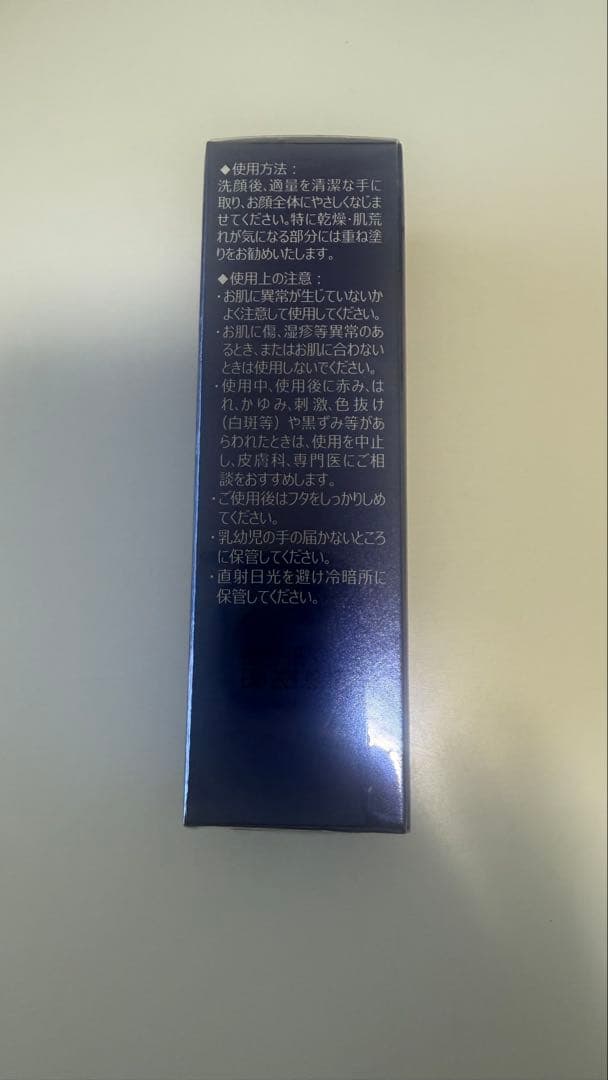 ◆使用方法：
洗顔後、適量を清潔な手に
取り、お顔全体にやさしくなじま
せてください。特に乾燥・肌荒
れが気になる部分には重ね塗
りをお勧めいたします。
◆使用上の注意：
・お肌に異常が生じていないか
よく注意して使用してください。
・お肌に傷、湿疹等異常のあ
るとき、またはお肌に合わない
ときは使用しないでください。
・使用中、使用後に赤み、は
れ、かゆみ、刺激、色抜け
（白斑等）や黒ずみ等があ
らわれたときは、使用を中止
し、皮膚科、専門医にご相
談をおすすめします。
・ご使用後はフタをしっかりしめ
てください。
・乳幼児の手の届かないところ
に保管してください。
・直射日光を避け冷暗所に
保管してください。